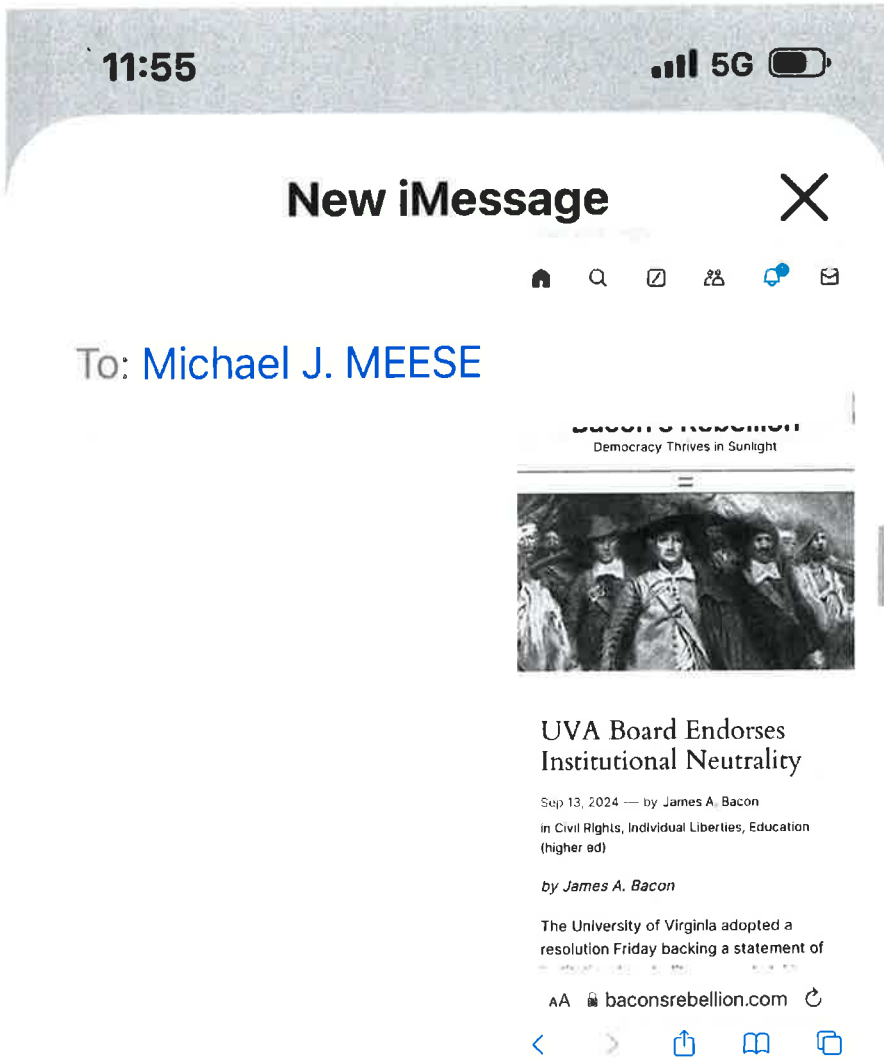 11:55
5G
New iMessage
To: Michael J. MEESE
Bacon's Rebellion
Democracy Thrives in Sunlight
UVA Board Endorses
Institutional Neutrality
Sep 13, 2024 — by James A. Bacon
in Civil Rights, Individual Liberties, Education
(higher ed)
by James A. Bacon
The University of Virginia adopted a
resolution Friday backing a statement of
AA baconsrebellion.com